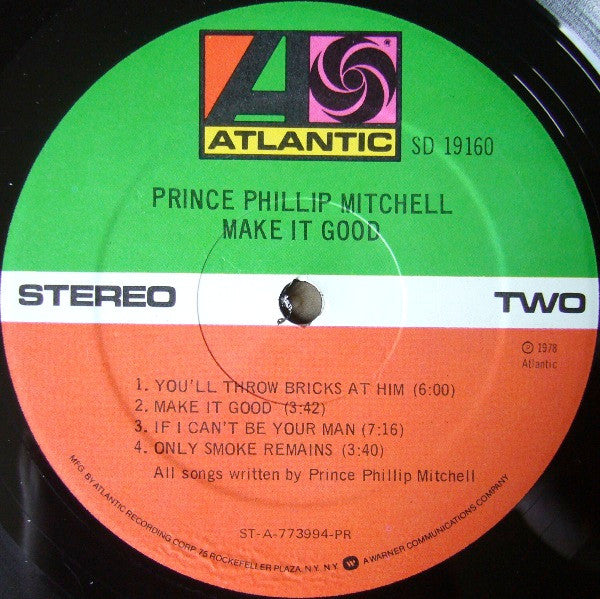 ATLANTIC
®
SD 19160
PRINCE PHILLIP MITCHELL
MAKE IT GOOD
STEREO
TWO
℗ 1978
Atlantic
1. YOU'LL THROW BRICKS AT HIM (6:00)
2. MAKE IT GOOD (3:42)
3. IF I CAN'T BE YOUR MAN (7:16)
4. ONLY SMOKE REMAINS (3:40)
All songs written by Prince Phillip Mitchell
ST-A-773994-PR
MFG. BY ATLANTIC RECORDING CORP. 75 ROCKEFELLER PLAZA, N.Y. N.Y. W A WARNER COMMUNICATIONS COMPANY